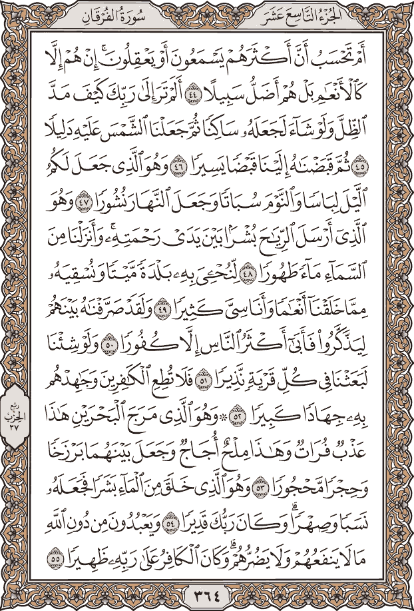 سُورَةُ الفُرْقَانِ الجُزْءُ التَّاسِعَ عَشَرَ
أَمْ تَحْسَبُ أَنَّ أَكْثَرَهُمْ يَسْمَعُونَ أَوْ يَعْقِلُونَ ۚ إِنْ هُمْ إِلَّا
كَالْأَنْعَٰمِ بَلْ هُمْ أَضَلُّ سَبِيلًا ٤٤ أَلَمْ تَرَ إِلَىٰ رَبِّكَ كَيْفَ مَدَّ
ٱلظِّلَّ وَلَوْ شَآءَ لَجَعَلَهُۥ سَاكِنًا ثُمَّ جَعَلْنَا ٱلشَّمْسَ عَلَيْهِ دَلِيلًا
٤٥ ثُمَّ قَبَضْنَٰهُ إِلَيْنَا قَبْضًا يَسِيرًا ٤٦ وَهُوَ ٱلَّذِى جَعَلَ لَكُمُ
ٱلَّيْلَ لِبَاسًا وَٱلنَّوْمَ سُبَاتًا وَجَعَلَ ٱلنَّهَارَ نُشُورًا ٤٧ وَهُوَ
ٱلَّذِىٓ أَرْسَلَ ٱلرِّيَٰحَ بُشْرًۢا بَيْنَ يَدَىْ رَحْمَتِهِۦ ۚ وَأَنزَلْنَا مِنَ
ٱلسَّمَآءِ مَآءً طَهُورًا ٤٨ لِّنُحْـِۧىَ بِهِۦ بَلْدَةً مَّيْتًا وَنُسْقِيَهُۥ
مِمَّا خَلَقْنَآ أَنْعَٰمًا وَأَنَاسِىَّ كَثِيرًا ٤٩ وَلَقَدْ صَرَّفْنَٰهُ بَيْنَهُمْ
لِيَذَّكَّرُوا۟ فَأَبَىٰٓ أَكْثَرُ ٱلنَّاسِ إِلَّا كُفُورًا ٥٠ وَلَوْ شِئْنَا
لَبَعَثْنَا فِى كُلِّ قَرْيَةٍ نَّذِيرًا ٥١ فَلَا تُطِعِ ٱلْكَٰفِرِينَ وَجَٰهِدْهُم
بِهِۦ جِهَادًا كَبِيرًا ٥٢ ۞ وَهُوَ ٱلَّذِى مَرَجَ ٱلْبَحْرَيْنِ هَٰذَا
عَذْبٌ فُرَاتٌ وَهَٰذَا مِلْحٌ أُجَاجٌ وَجَعَلَ بَيْنَهُمَا بَرْزَخًا
وَحِجْرًا مَّحْجُورًا ٥٣ وَهُوَ ٱلَّذِى خَلَقَ مِنَ ٱلْمَآءِ بَشَرًا فَجَعَلَهُۥ
نَسَبًا وَصِهْرًا ۗ وَكَانَ رَبُّكَ قَدِيرًا ٥٤ وَيَعْبُدُونَ مِن دُونِ ٱللَّهِ
مَا لَا يَنفَعُهُمْ وَلَا يَضُرُّهُمْ ۗ وَكَانَ ٱلْكَافِرُ عَلَىٰ رَبِّهِۦ ظَهِيرًا ٥٥
ربع
الحزب
٣٧
٣٦٤